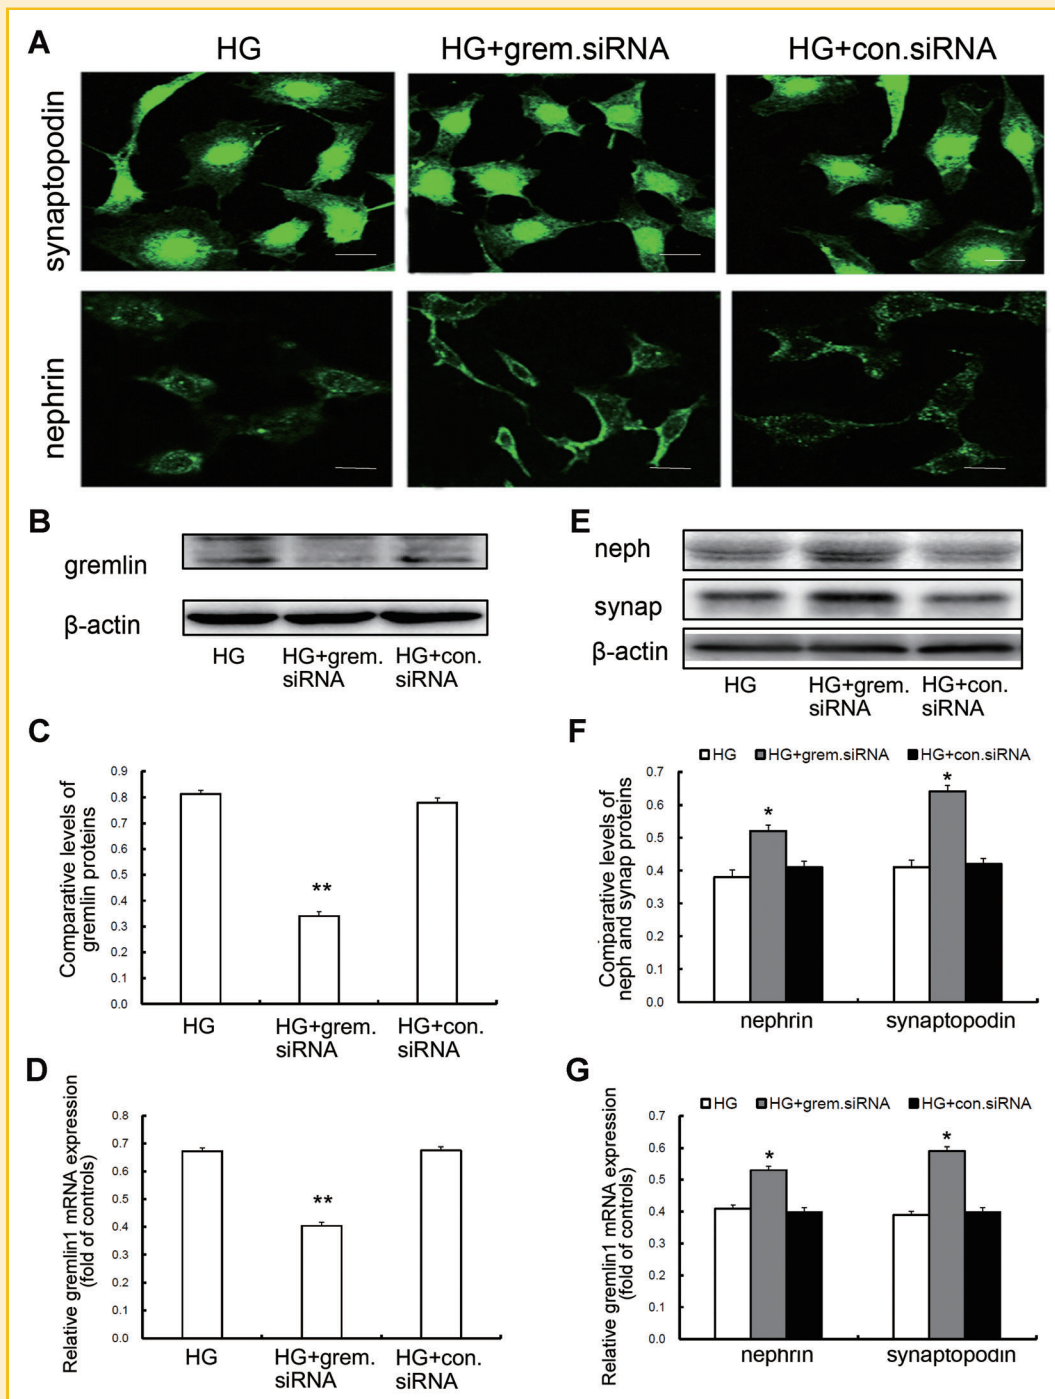 A
HG
HG+grem.siRNA
HG+con.siRNA
synaptopodin
nephrin
B
gremlin
β-actin
HG
HG+grem.
siRNA
HG+con.
siRNA
E
neph
synap
β-actin
HG
HG+grem.
siRNA
HG+con.
siRNA
C
Comparative levels of
gremlin proteins
0.9
0.8
0.7
0.6
0.5
0.4
0.3
0.2
0.1
0.0
**
HG
HG+grem.
siRNA
HG+con.
siRNA
F
HG
HG+grem.siRNA
HG+con.siRNA
Comparative levels of
neph and synap proteins
0.7
0.6
0.5
0.4
0.3
0.2
0.1
0.0
*
*
nephrin
synaptopodin
D
Relative gremlin1 mRNA expression
(fold of controls)
0.8
0.7
0.6
0.5
0.4
0.3
0.2
0.1
0.0
**
HG
HG+grem.
siRNA
HG+con.
siRNA
G
HG
HG+grem.siRNA
HG+con.siRNA
Relative gremlin1 mRNA expression
(fold of controls)
0.7
0.6
0.5
0.4
0.3
0.2
0.1
0.0
*
*
nephrin
synaptopodin